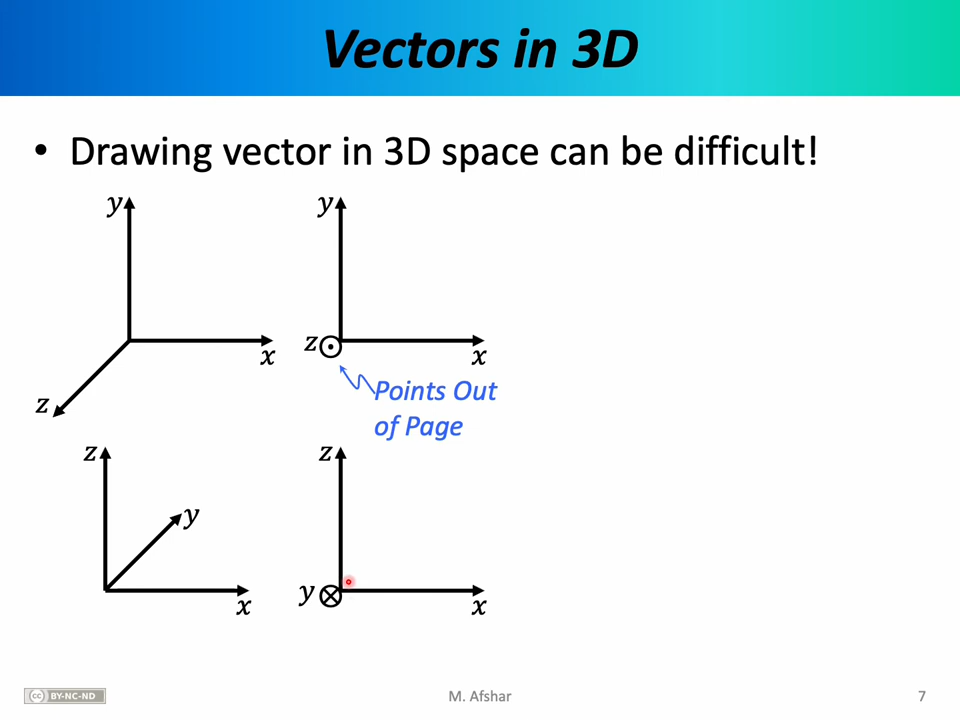 Vectors in 3D
• Drawing vector in 3D space can be difficult!
y
x
z
y
z
x
Points Out
of Page
z
y
x
z
y
x
cc BY-NC-ND
M. Afshar
7